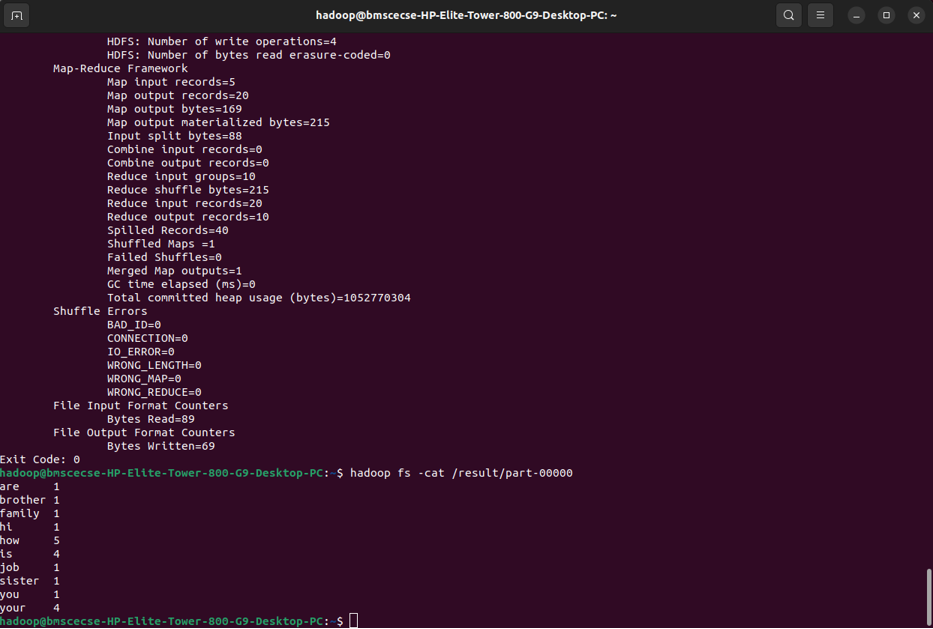 hadoop@bmscecse-HP-Elite-Tower-800-G9-Desktop-PC: ~
HDFS: Number of write operations=4
HDFS: Number of bytes read erasure-coded=0
Map-Reduce Framework
Map input records=5
Map output records=20
Map output bytes=169
Map output materialized bytes=215
Input split bytes=88
Combine input records=0
Combine output records=0
Reduce input groups=10
Reduce shuffle bytes=215
Reduce input records=20
Reduce output records=10
Spilled Records=40
Shuffled Maps =1
Failed Shuffles=0
Merged Map outputs=1
GC time elapsed (ms)=0
Total committed heap usage (bytes)=1052770304
Shuffle Errors
BAD_ID=0
CONNECTION=0
IO_ERROR=0
WRONG_LENGTH=0
WRONG_MAP=0
WRONG_REDUCE=0
File Input Format Counters
Bytes Read=89
File Output Format Counters
Bytes Written=69
Exit Code: 0
hadoop@bmscecse-HP-Elite-Tower-800-G9-Desktop-PC:~$ hadoop fs -cat /result/part-00000
are 1
brother 1
family 1
hi 1
how 5
is 4
job 1
sister 1
you 1
your 4
hadoop@bmscecse-HP-Elite-Tower-800-G9-Desktop-PC:~$